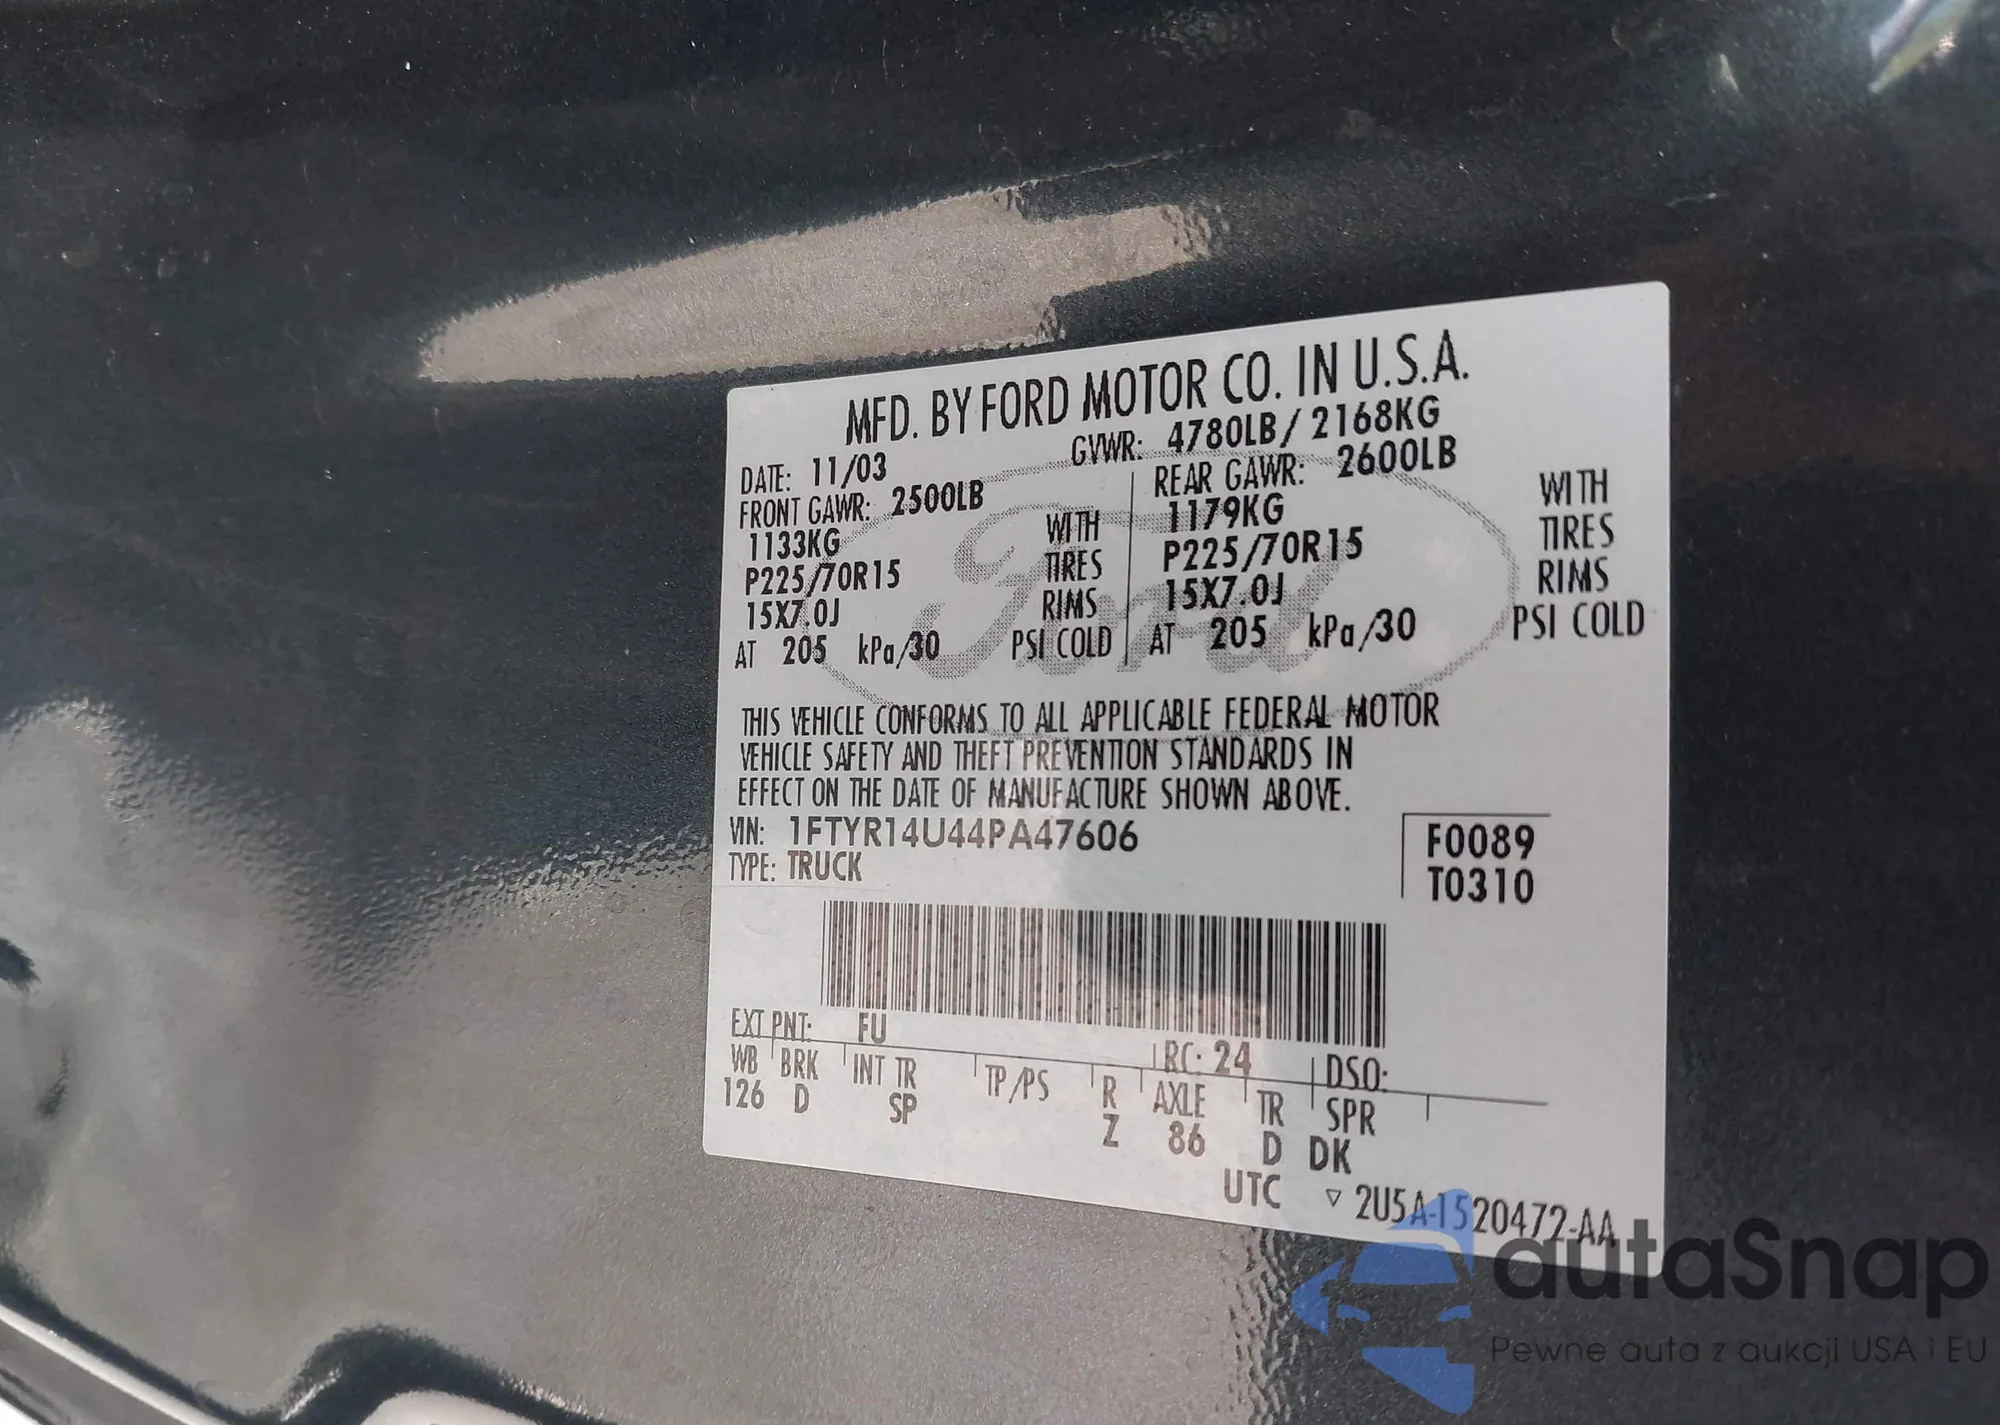 MFD. BY FORD MOTOR CO. IN U.S.A.
DATE: 11/03 GVWR: 4780LB/ 2168KG
FRONT GAWR: 2500LB REAR GAWR: 2600LB
1133KG WITH 1179KG WITH
P225/70R15 TIRES P225/70R15 TIRES
15X7.0J RIMS 15X7.0J RIMS
AT 205 kPa/30 PSI COLD AT 205 kPa/30 PSI COLD
Ford
THIS VEHICLE CONFORMS TO ALL APPLICABLE FEDERAL MOTOR
VEHICLE SAFETY AND THEFT PREVENTION STANDARDS IN
EFFECT ON THE DATE OF MANUFACTURE SHOWN ABOVE.
VIN: 1FTYR14U44PA47606 F0089
TYPE: TRUCK T0310
EXT PNT: FU RC: 24 DSO:
WB BRK INT TR TP/PS R AXLE TR SPR
126 D SP Z 86 D DK
UTC ▽ 2U5A-1520472-AA
autaSnap
Pewne auta z aukcji USA i EU